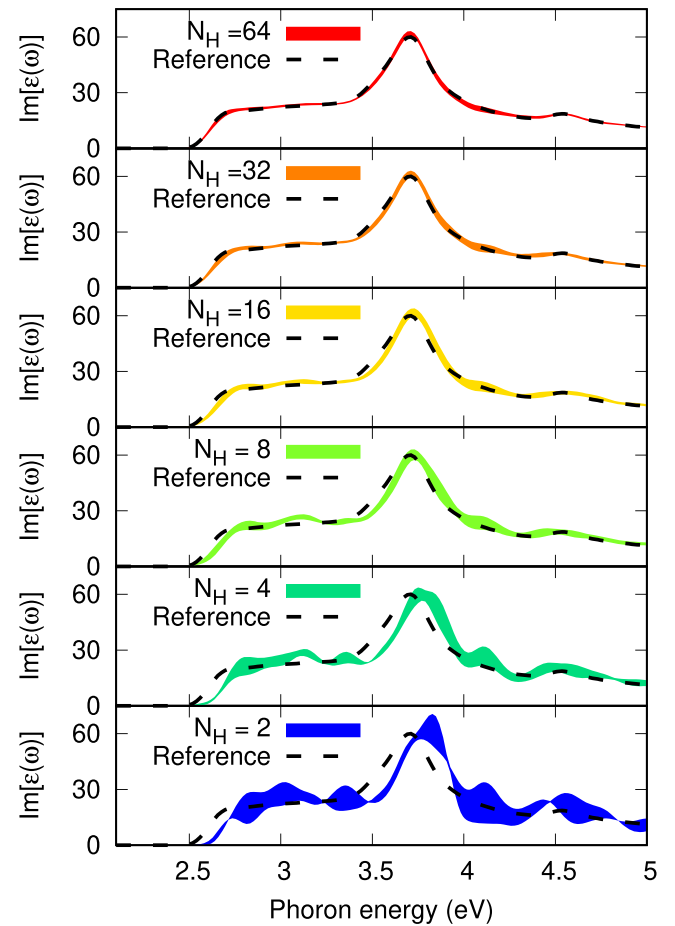 N_H =64
Reference
Im[ε(ω)]
60
30
0
N_H =32
Reference
Im[ε(ω)]
60
30
0
N_H =16
Reference
Im[ε(ω)]
60
30
0
N_H = 8
Reference
Im[ε(ω)]
60
30
0
N_H = 4
Reference
Im[ε(ω)]
60
30
0
N_H = 2
Reference
Im[ε(ω)]
60
30
0
2.5 3 3.5 4 4.5 5
Phoron energy (eV)